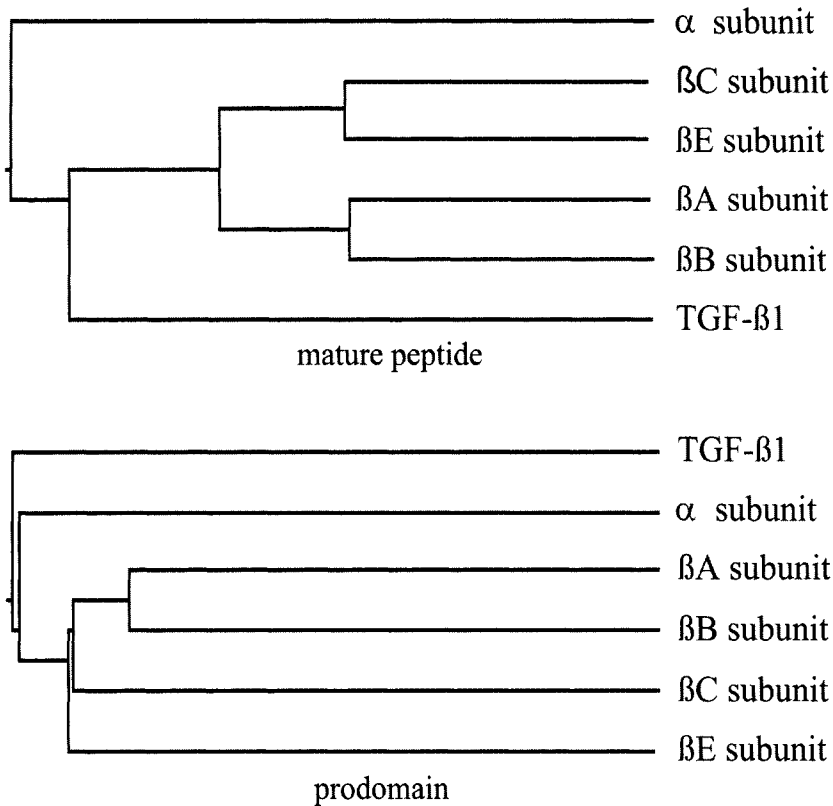 α subunit
ßC subunit
ßE subunit
ßA subunit
ßB subunit
TGF-ß1
mature peptide
TGF-ß1
α subunit
ßA subunit
ßB subunit
ßC subunit
ßE subunit
prodomain